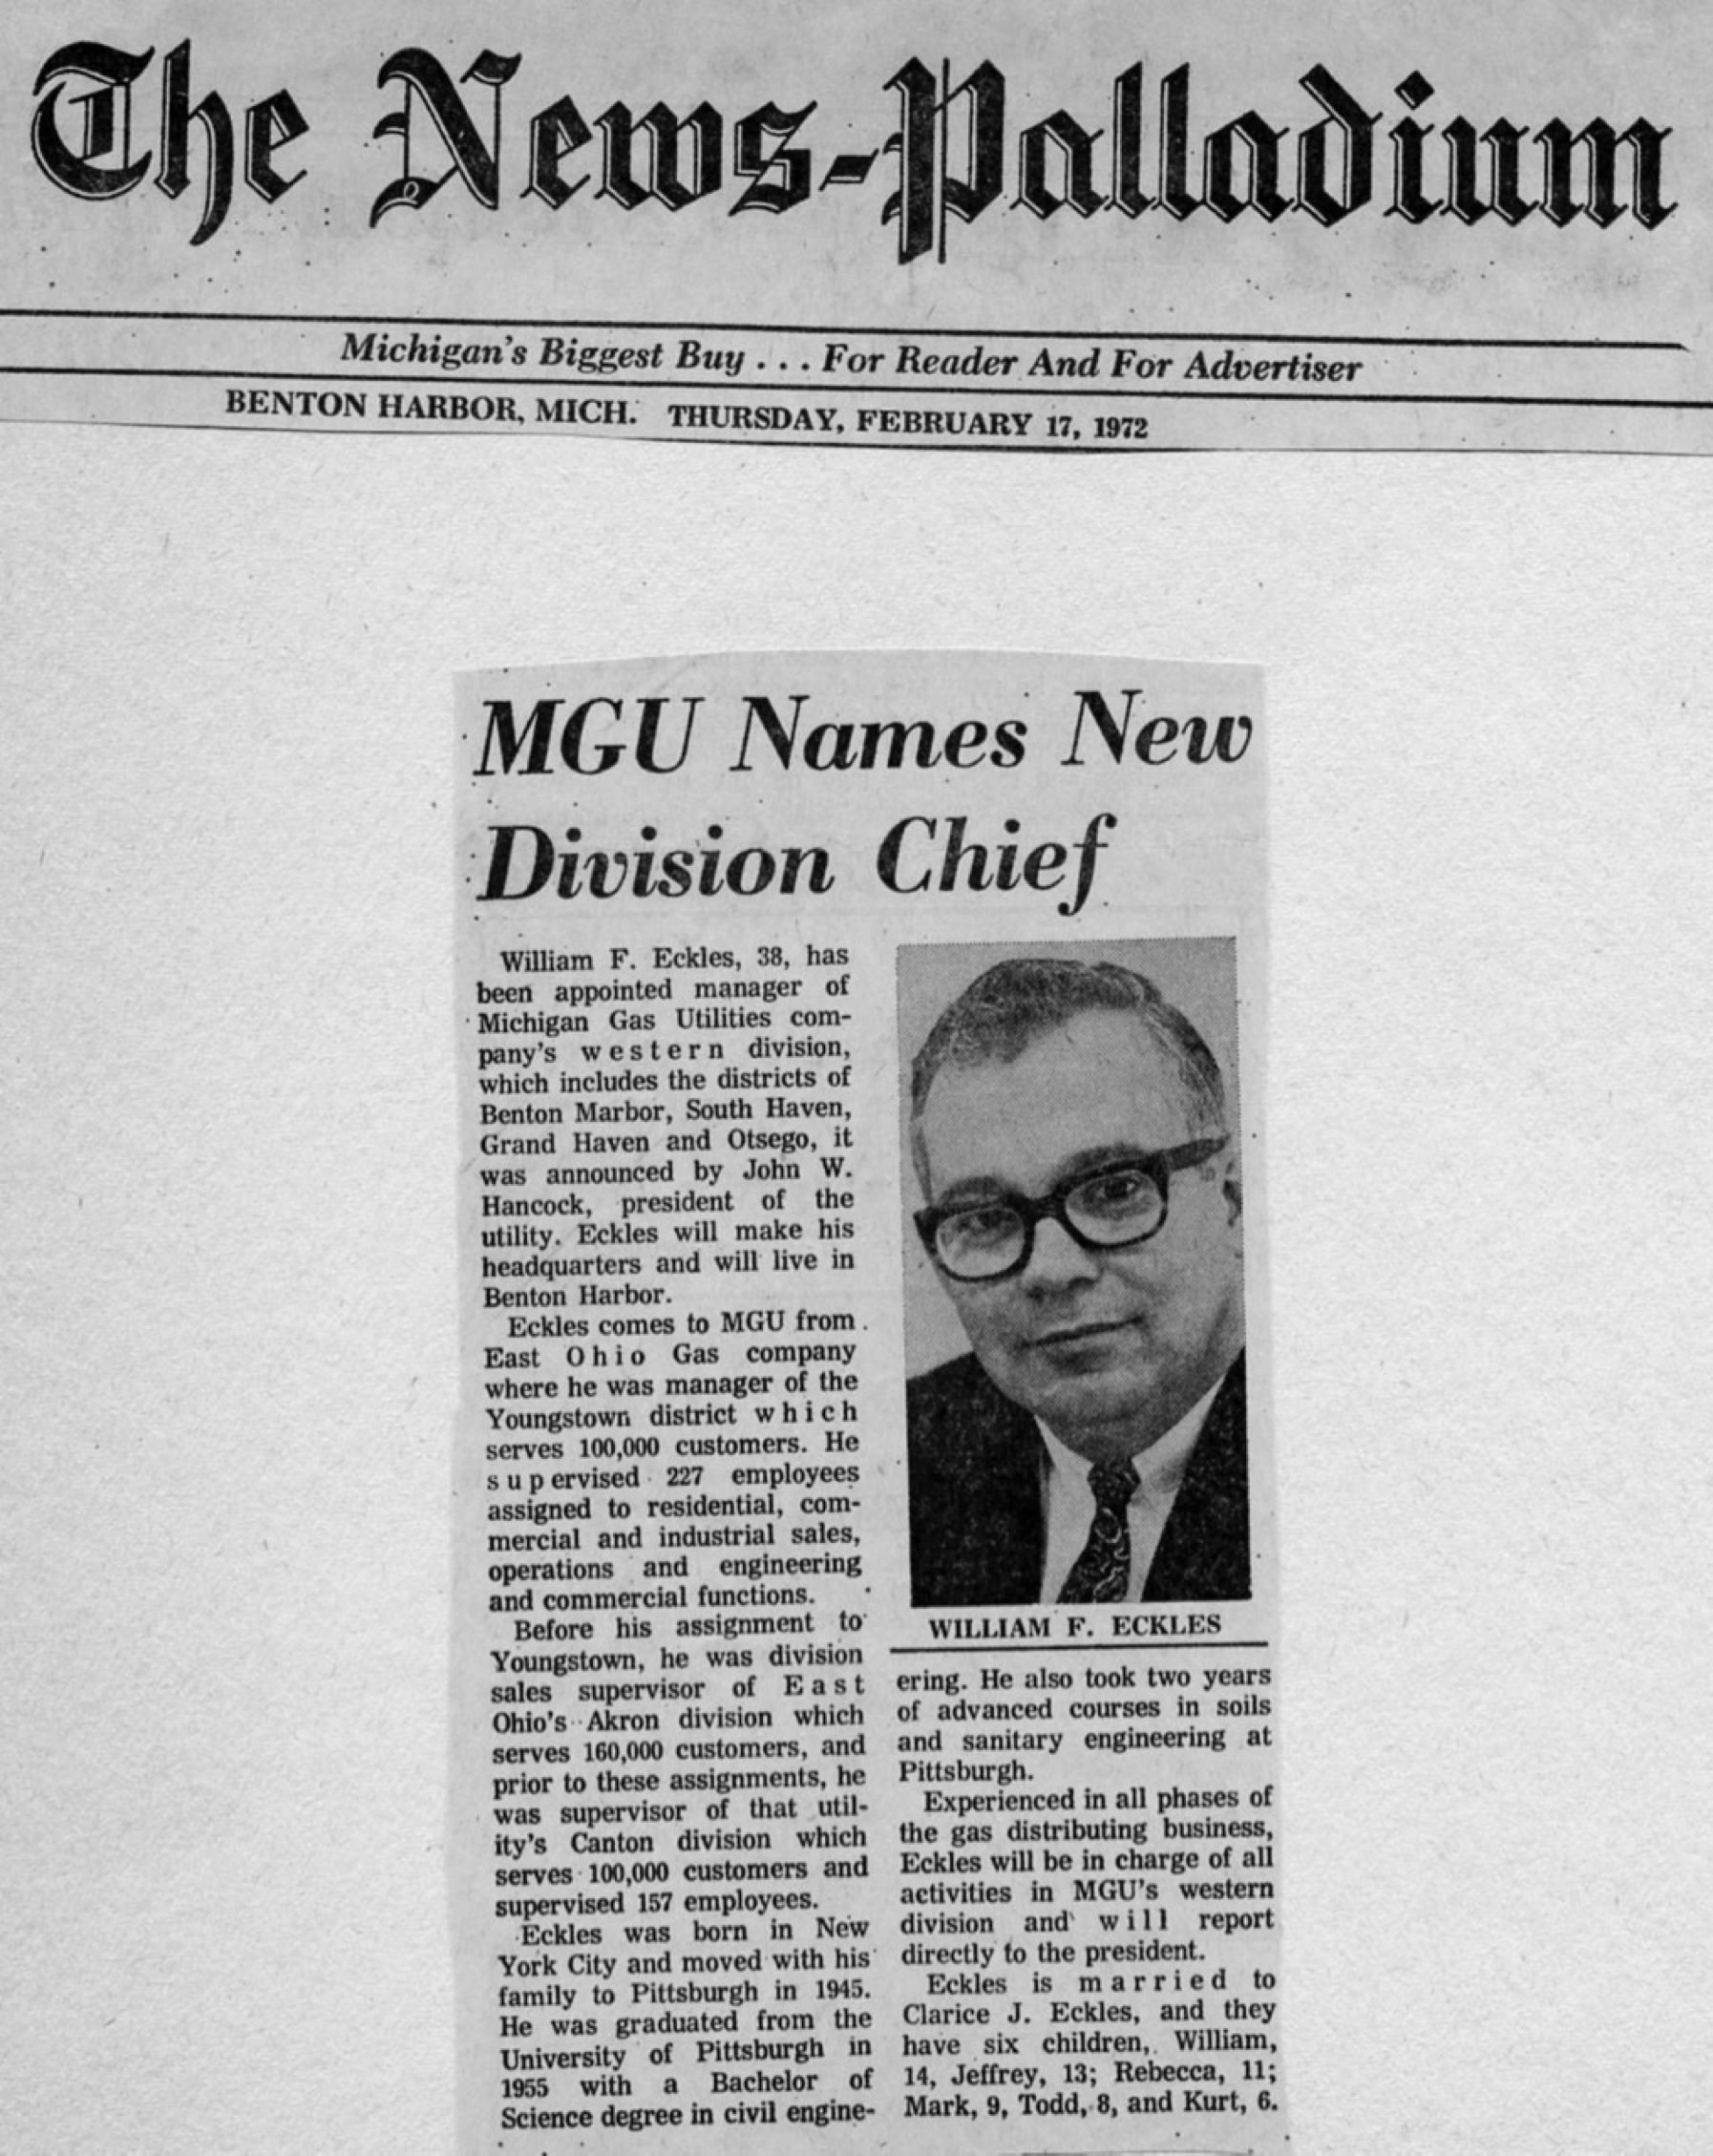 The News-Palladium
Michigan's Biggest Buy . . . For Reader And For Advertiser
BENTON HARBOR, MICH. THURSDAY, FEBRUARY 17, 1972
MGU Names New
Division Chief
William F. Eckles, 38, has
been appointed manager of
Michigan Gas Utilities com-
pany's western division,
which includes the districts of
Benton Marbor, South Haven,
Grand Haven and Otsego, it
was announced by John W.
Hancock, president of the
utility. Eckles will make his
headquarters and will live in
Benton Harbor.
Eckles comes to MGU from
East Ohio Gas company
where he was manager of the
Youngstown district which
serves 100,000 customers. He
supervised 227 employees
assigned to residential, com-
mercial and industrial sales,
operations and engineering
and commercial functions.
Before his assignment to
Youngstown, he was division
sales supervisor of East
Ohio's Akron division which
serves 160,000 customers, and
prior to these assignments, he
was supervisor of that util-
ity's Canton division which
serves 100,000 customers and
supervised 157 employees.
Eckles was born in New
York City and moved with his
family to Pittsburgh in 1945.
He was graduated from the
University of Pittsburgh in
1955 with a Bachelor of
Science degree in civil engine-
WILLIAM F. ECKLES
ering. He also took two years
of advanced courses in soils
and sanitary engineering at
Pittsburgh.
Experienced in all phases of
the gas distributing business,
Eckles will be in charge of all
activities in MGU's western
division and will report
directly to the president.
Eckles is married to
Clarice J. Eckles, and they
have six children, William,
14, Jeffrey, 13; Rebecca, 11;
Mark, 9, Todd, 8, and Kurt, 6.